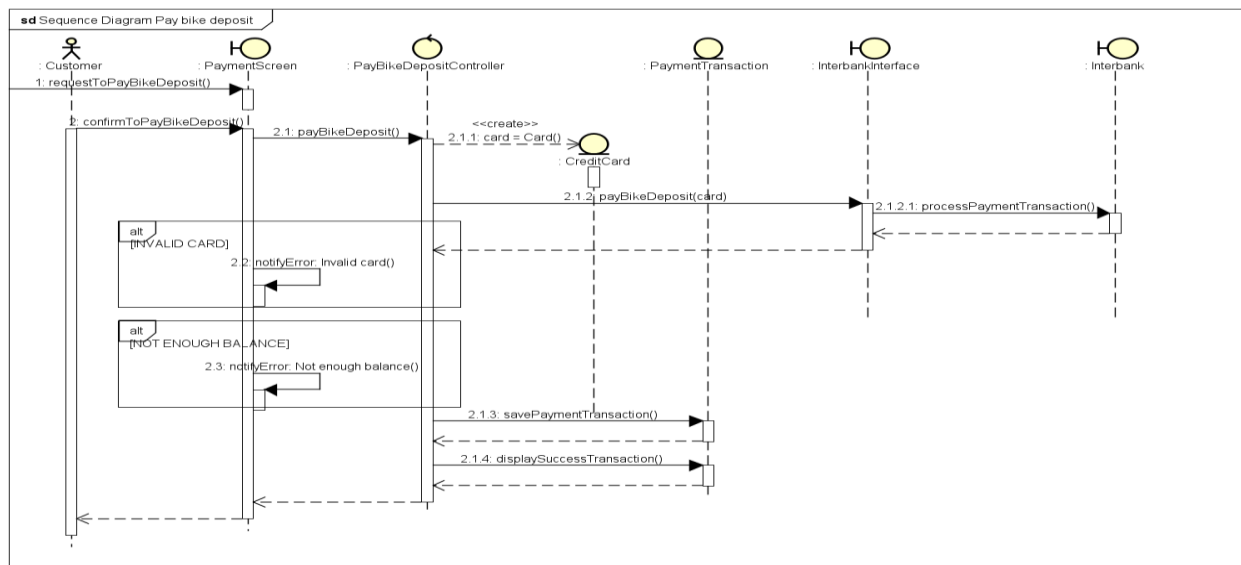 sd Sequence Diagram Pay bike deposit
: Customer
: PaymentScreen
: PayBikeDepositController
: PaymentTransaction
: InterbankInterface
: Interbank
1: requestToPayBikeDeposit()
2: confirmToPayBikeDeposit()
2.1: payBikeDeposit()
<<create>>
2.1.1: card = Card()
: CreditCard
2.1.2: payBikeDeposit(card)
2.1.2.1: processPaymentTransaction()
alt
[INVALID CARD]
2.2: notifyError: Invalid card()
alt
[NOT ENOUGH BALANCE]
2.3: notifyError: Not enough balance()
2.1.3: savePaymentTransaction()
2.1.4: displaySuccessTransaction()